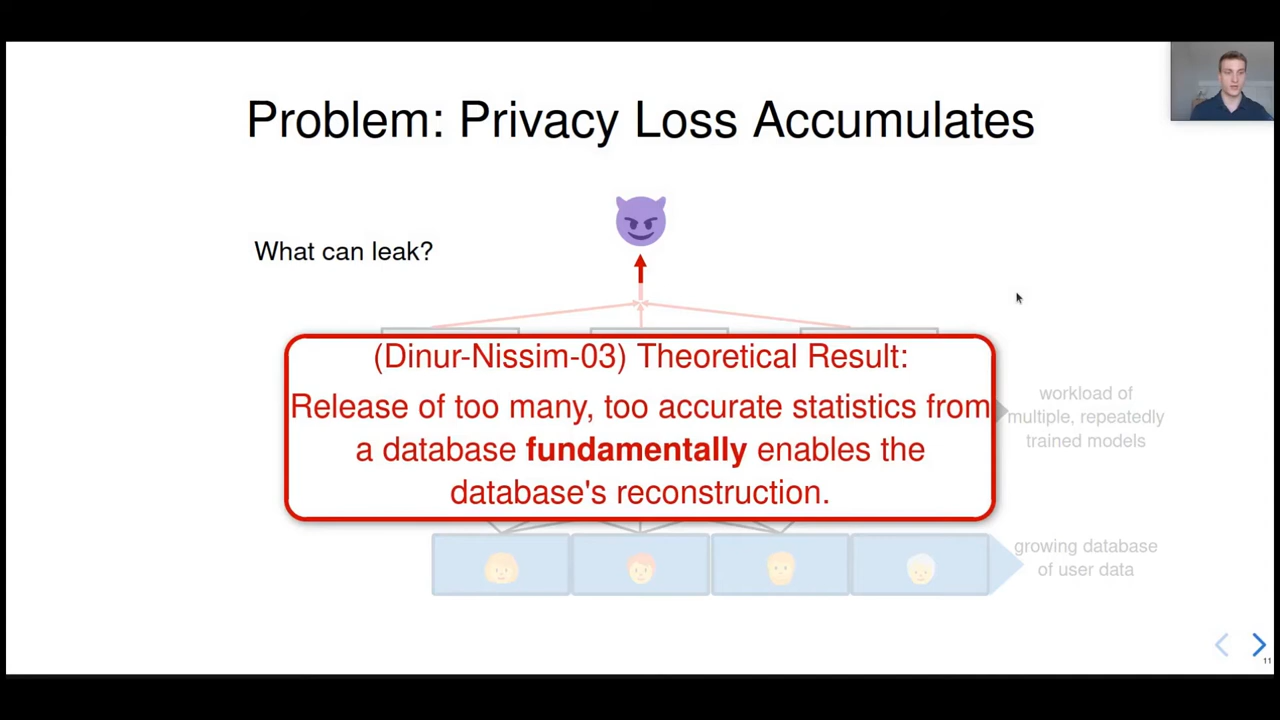 Problem: Privacy Loss Accumulates
What can leak?
(Dinur-Nissim-03) Theoretical Result:
Release of too many, too accurate statistics from
a database fundamentally enables the
database's reconstruction.
workload of
multiple, repeatedly
trained models
growing database
of user data
11